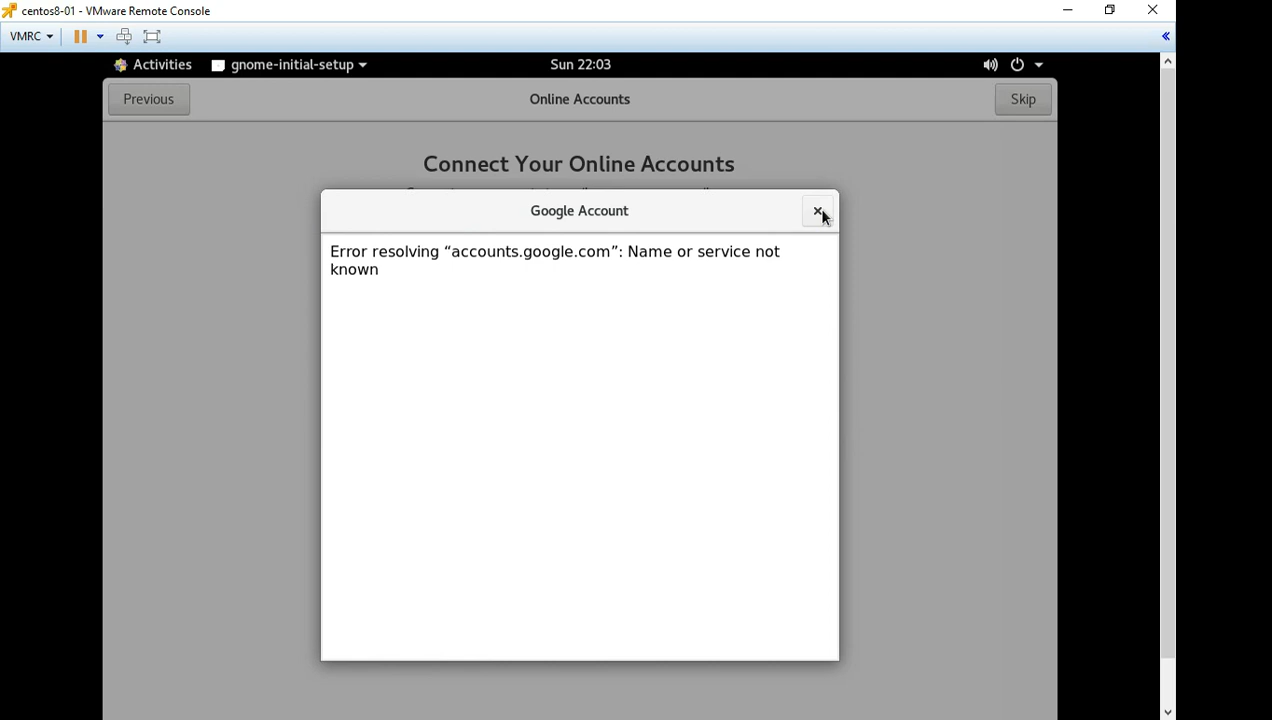 centos8-01 - VMware Remote Console
VMRC
Activities gnome-initial-setup Sun 22:03
Previous Online Accounts Skip
Connect Your Online Accounts
Google Account
Error resolving “accounts.google.com”: Name or service not
known